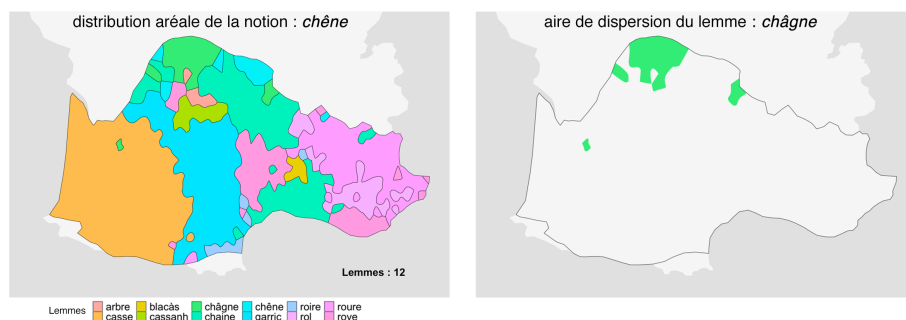 distribution aréale de la notion : chêne
aire de dispersion du lemme : châgne
Lemmes : 12
Lemmes arbre blacàs châgne chêne roire roure
casse cassanh chaine garric rol rove